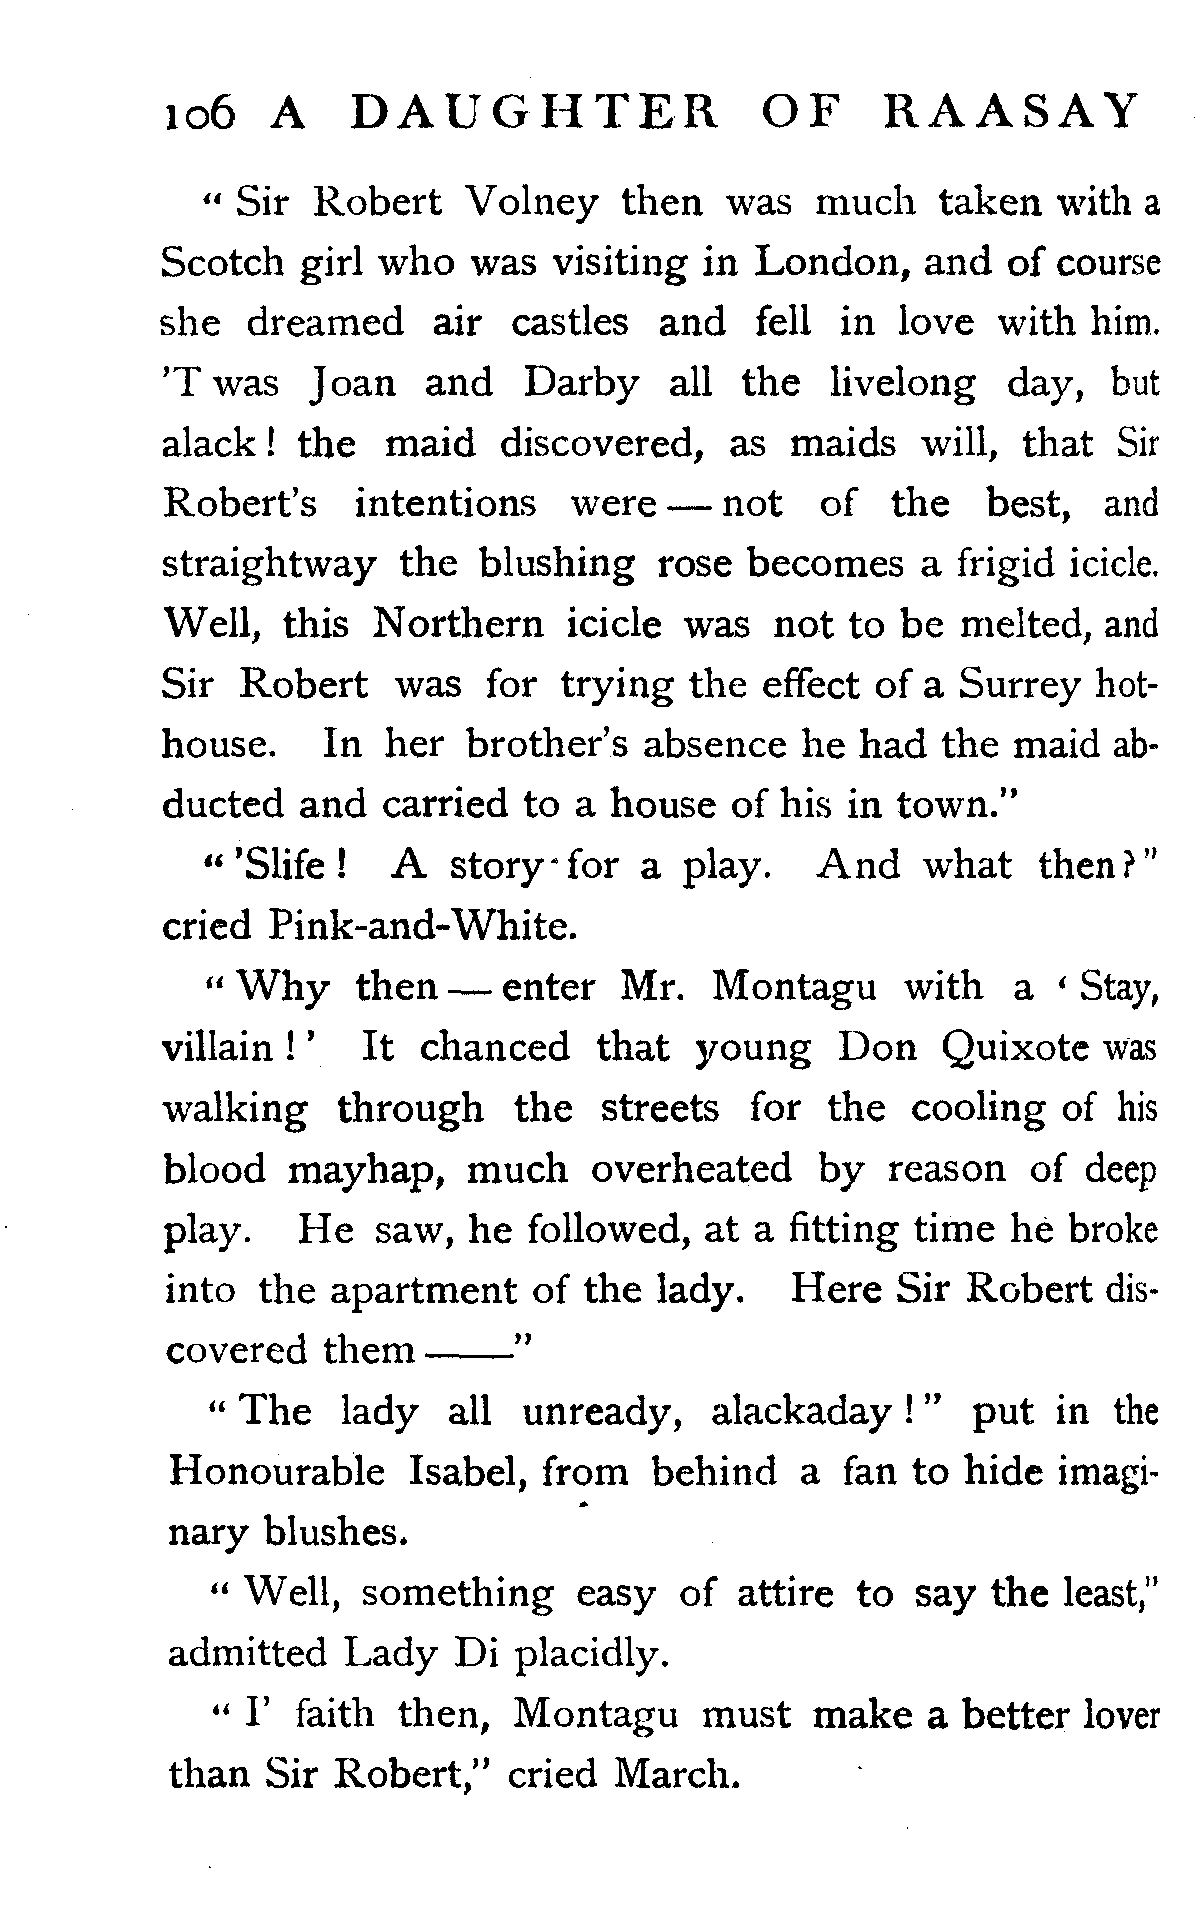 106 A DAUGHTER OF RAASAY
“ Sir Robert Volney then was much taken with a
Scotch girl who was visiting in London, and of course
she dreamed air castles and fell in love with him.
’T was Joan and Darby all the livelong day, but
alack ! the maid discovered, as maids will, that Sir
Robert’s intentions were — not of the best, and
straightway the blushing rose becomes a frigid icicle.
Well, this Northern icicle was not to be melted, and
Sir Robert was for trying the effect of a Surrey hot-
house. In her brother’s absence he had the maid ab-
ducted and carried to a house of his in town.”
“ ’Slife ! A story for a play. And what then ? ”
cried Pink-and-White.
“ Why then — enter Mr. Montagu with a ‘ Stay,
villain ! ’ It chanced that young Don Quixote was
walking through the streets for the cooling of his
blood mayhap, much overheated by reason of deep
play. He saw, he followed, at a fitting time he broke
into the apartment of the lady. Here Sir Robert dis-
covered them ——”
“ The lady all unready, alackaday ! ” put in the
Honourable Isabel, from behind a fan to hide imagi-
nary blushes.
“ Well, something easy of attire to say the least,”
admitted Lady Di placidly.
“ I’ faith then, Montagu must make a better lover
than Sir Robert,” cried March.